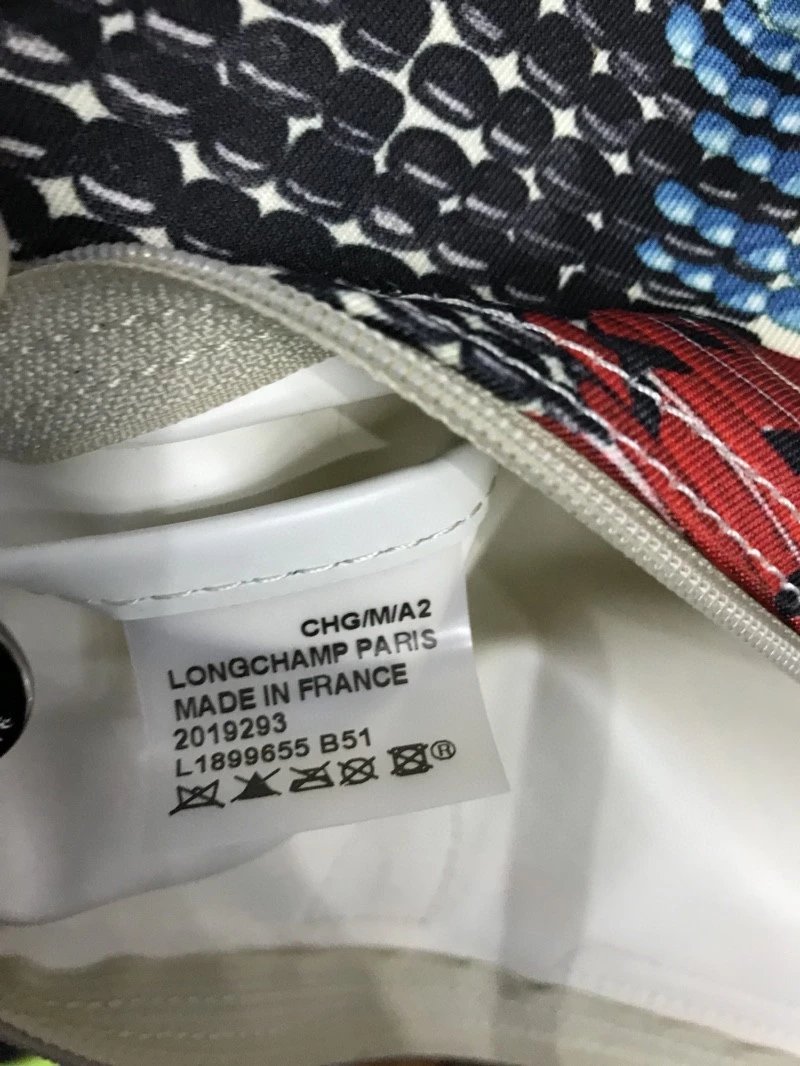 CHG/M/A2
LONGCHAMP PARIS
MADE IN FRANCE
2019293
L1899655 B51
®